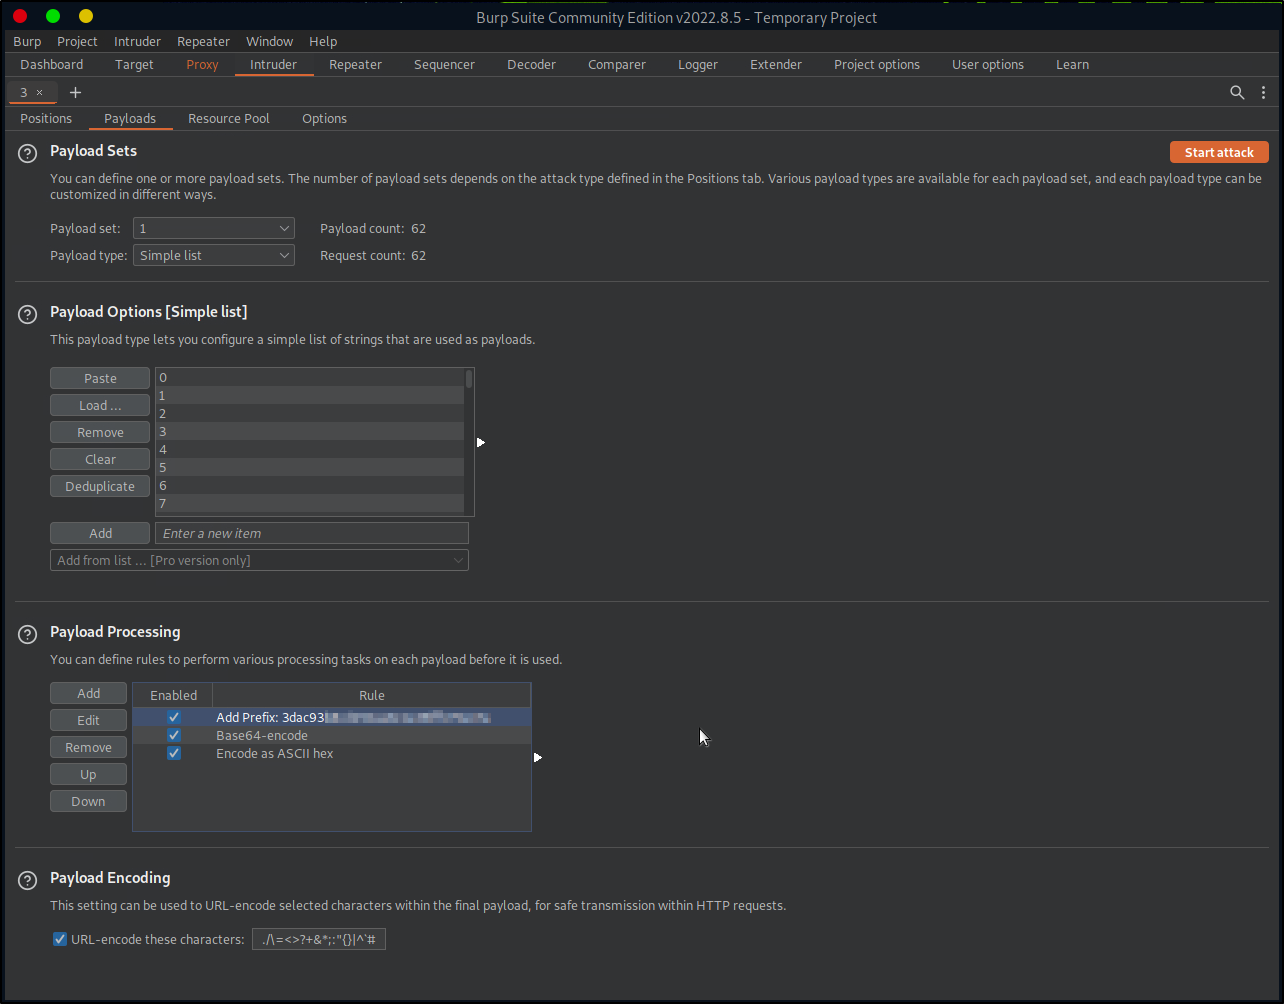 Burp Suite Community Edition v2022.8.5 - Temporary Project
Burp Project Intruder Repeater Window Help
Dashboard Target Proxy Intruder Repeater Sequencer Decoder Comparer Logger Extender Project options User options Learn
3 × +
Positions Payloads Resource Pool Options
? Payload Sets Start attack
You can define one or more payload sets. The number of payload sets depends on the attack type defined in the Positions tab. Various payload types are available for each payload set, and each payload type can be
customized in different ways.
Payload set: 1 Payload count: 62
Payload type: Simple list Request count: 62
? Payload Options [Simple list]
This payload type lets you configure a simple list of strings that are used as payloads.
Paste
Load ...
Remove
Clear
Deduplicate
0
1
2
3
4
5
6
7
Add Enter a new item
Add from list ... [Pro version only]
? Payload Processing
You can define rules to perform various processing tasks on each payload before it is used.
Add
Edit
Remove
Up
Down
Enabled Rule
Add Prefix: 3dac93
Base64-encode
Encode as ASCII hex
? Payload Encoding
This setting can be used to URL-encode selected characters within the final payload, for safe transmission within HTTP requests.
URL-encode these characters: ./\=<>?+&*;:"{}|^`#